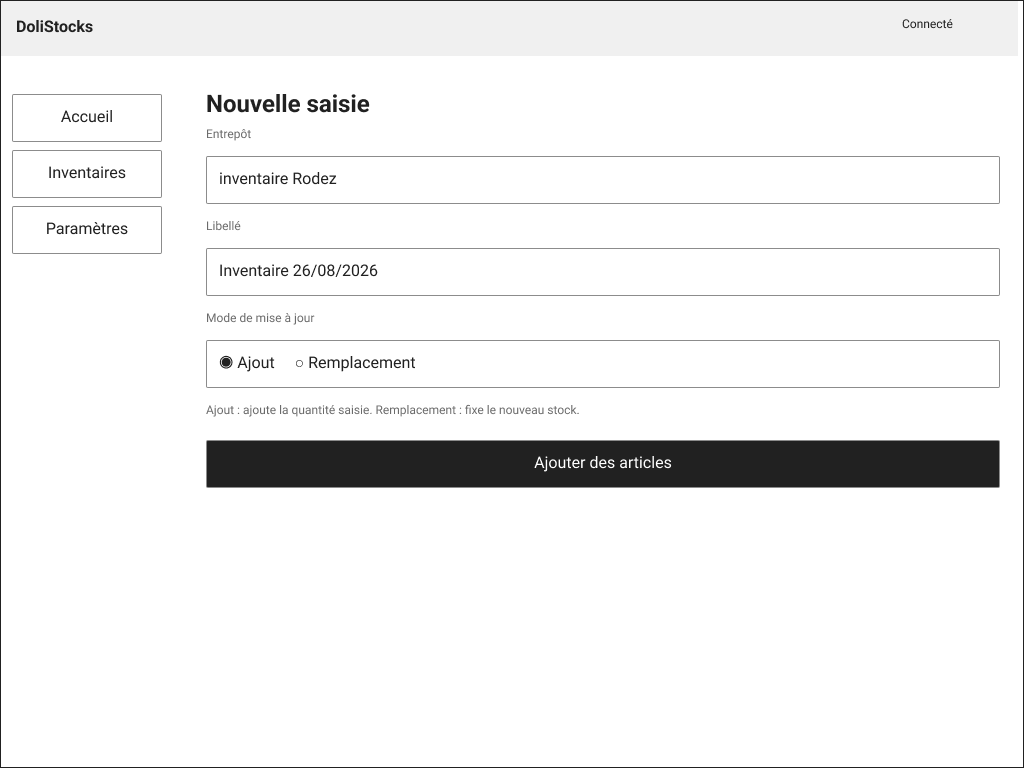 DoliStocks
Connecté
Accueil
Inventaires
Paramètres
Nouvelle saisie
Entrepôt
inventaire Rodez
Libellé
Inventaire 26/08/2026
Mode de mise à jour
◉ Ajout ○ Remplacement
Ajout : ajoute la quantité saisie. Remplacement : fixe le nouveau stock.
Ajouter des articles